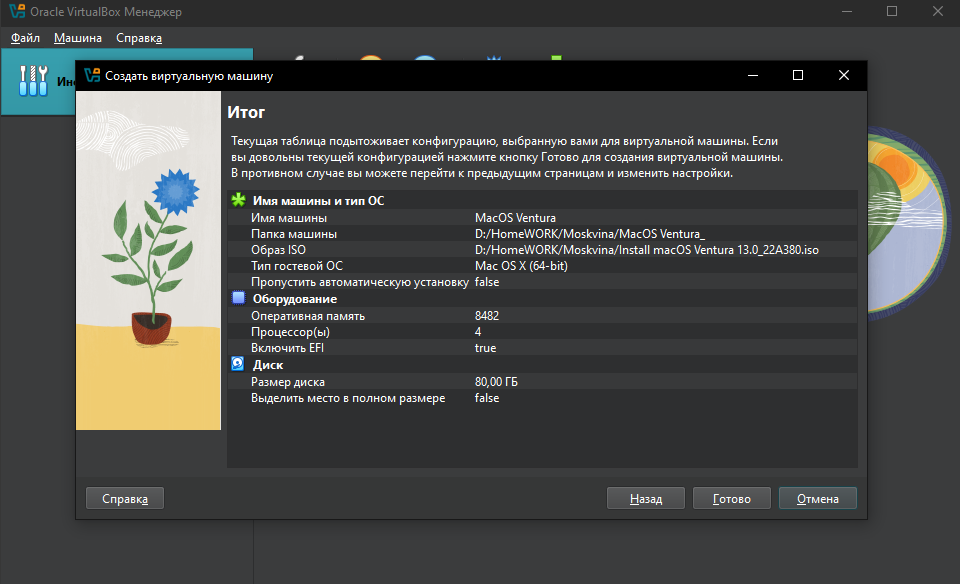 Oracle VirtualBox Менеджер
Файл Машина Справка
Создать виртуальную машину
Итог
Текущая таблица подытоживает конфигурацию, выбранную вами для виртуальной машины. Если
вы довольны текущей конфигурацией нажмите кнопку Готово для создания виртуальной машины.
В противном случае вы можете перейти к предыдущим страницам и изменить настройки.
Имя машины и тип ОС
Имя машины MacOS Ventura
Папка машины D:/HomeWORK/Moskvina/MacOS Ventura_
Образ ISO D:/HomeWORK/Moskvina/Install macOS Ventura 13.0_22A380.iso
Тип гостевой ОС Mac OS X (64-bit)
Пропустить автоматическую установку false
Оборудование
Оперативная память 8482
Процессор(ы) 4
Включить EFI true
Диск
Размер диска 80,00 ГБ
Выделить место в полном размере false
Справка Назад Готово Отмена